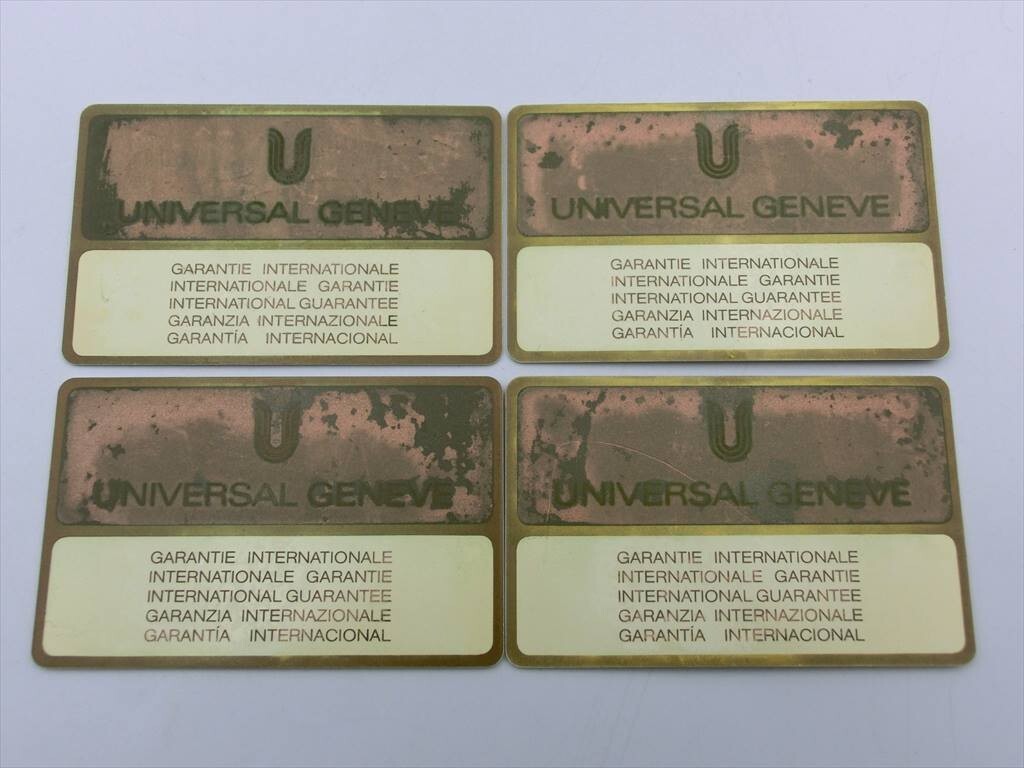 U
UNIVERSAL GENEVE
GARANTIE INTERNATIONALE
INTERNATIONALE GARANTIE
INTERNATIONAL GUARANTEE
GARANZIA INTERNAZIONALE
GARANTÍA INTERNACIONAL
U
UNIVERSAL GENEVE
GARANTIE INTERNATIONALE
INTERNATIONALE GARANTIE
INTERNATIONAL GUARANTEE
GARANZIA INTERNAZIONALE
GARANTÍA INTERNACIONAL
U
UNIVERSAL GENEVE
GARANTIE INTERNATIONALE
INTERNATIONALE GARANTIE
INTERNATIONAL GUARANTEE
GARANZIA INTERNAZIONALE
GARANTÍA INTERNACIONAL
U
UNIVERSAL GENEVE
GARANTIE INTERNATIONALE
INTERNATIONALE GARANTIE
INTERNATIONAL GUARANTEE
GARANZIA INTERNAZIONALE
GARANTÍA INTERNACIONAL